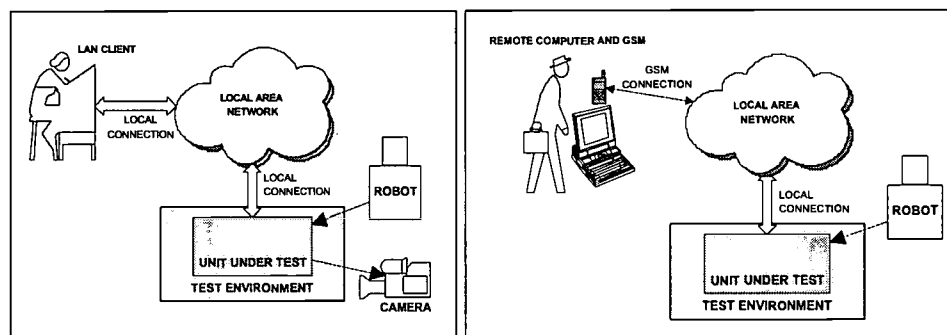 LAN CLIENT
LOCAL AREA
NETWORK
LOCAL
CONNECTION
LOCAL
CONNECTION
ROBOT
UNIT UNDER TEST
TEST ENVIRONMENT
CAMERA
REMOTE COMPUTER AND GSM
GSM
CONNECTION
LOCAL AREA
NETWORK
LOCAL
CONNECTION
ROBOT
UNIT UNDER TEST
TEST ENVIRONMENT